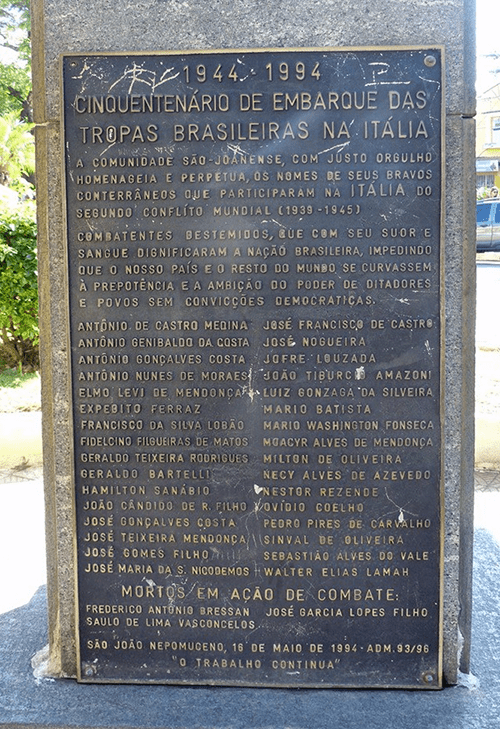 1944 - 1994
CINQUENTENÁRIO DE EMBARQUE DAS
TROPAS BRASILEIRAS NA ITÁLIA
A COMUNIDADE SÃO-JOANENSE, COM JUSTO ORGULHO
HOMENAGEIA E PERPETUA, OS NOMES DE SEUS BRAVOS
CONTERRÂNEOS QUE PARTICIPARAM NA ITÁLIA DO
SEGUNDO CONFLITO MUNDIAL (1939-1945)
COMBATENTES DESTEMIDOS, QUE COM SEU SUOR E
SANGUE DIGNIFICARAM A NAÇÃO BRASILEIRA, IMPEDINDO
QUE O NOSSO PAÍS E O RESTO DO MUNDO SE CURVASSEM
À PREPOTÊNCIA E A AMBIÇÃO DO PODER DE DITADORES
E POVOS SEM CONVICÇÕES DEMOCRATIÇAS.
ANTÔNIO DE CASTRO MEDINA
ANTÔNIO GENIBALDO DA COSTA
ANTÔNIO GONÇALVES COSTA
ANTÔNIO NUNES DE MORAES
ELMO LEVI DE MENDONÇA
EXPEDITO FERRAZ
FRANCISCO DA SILVA LOBÃO
FIDELCINO FILGUEIRAS DE MATOS
GERALDO TEIXEIRA RODRIGUES
GERALDO BARTELLI
HAMILTON SANÁBIO
JOÃO CÂNDIDO DE R. FILHO
JOSÉ GONÇALVES COSTA
JOSÉ TEIXEIRA MENDONÇA
JOSÉ GOMES FILHO
JOSÉ MARIA DA S. NICODEMOS
JOSÉ FRANCISCO DE CASTRO
JOSÉ NOGUEIRA
JOFRE LOUZADA
JOÃO TIBURCIO AMAZONI
LUIZ GONZAGA DA SILVEIRA
MARIO BATISTA
MARIO WASHINGTON FONSECA
MOACYR ALVES DE MENDONÇA
MILTON DE OLIVEIRA
NECY ALVES DE AZEVEDO
NESTOR REZENDE
OVÍDIO COELHO
PEDRO PIRES DE CARVALHO
SINVAL DE OLIVEIRA
SEBASTIÃO ALVES DO VALE
WALTER ELIAS LAMAH
MORTOS EM AÇÃO DE COMBATE:
FREDERICO ANTÔNIO BRESSAN JOSÉ GARCIA LOPES FILHO
SAULO DE LIMA VASCONCELOS
SÃO JOÃO NEPOMUCENO, 16 DE MAIO DE 1994-ADM.93/96
"O TRABALHO CONTINUA"